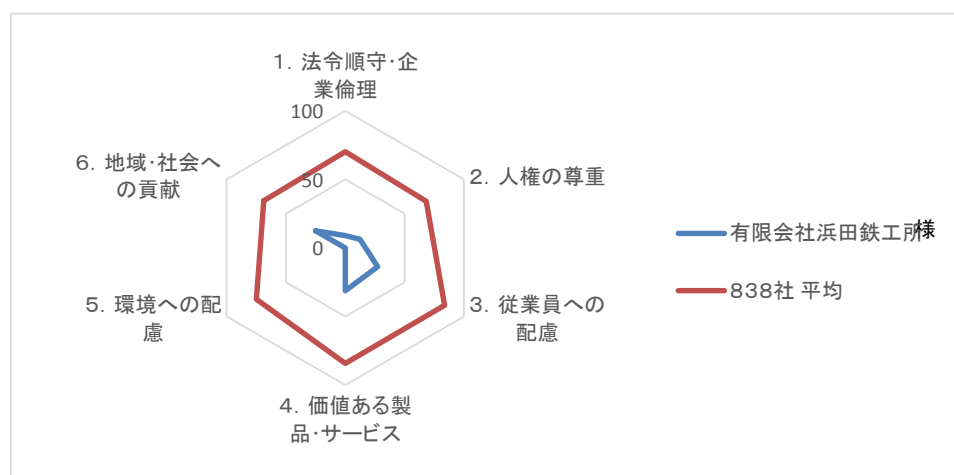 1. 法令順守・企
業倫理
100
6. 地域・社会へ
の貢献
50
2. 人権の尊重
0
有限会社浜田鉄工所様
838社 平均
5. 環境への配
慮
3. 従業員への
配慮
4. 価値ある製
品・サービス